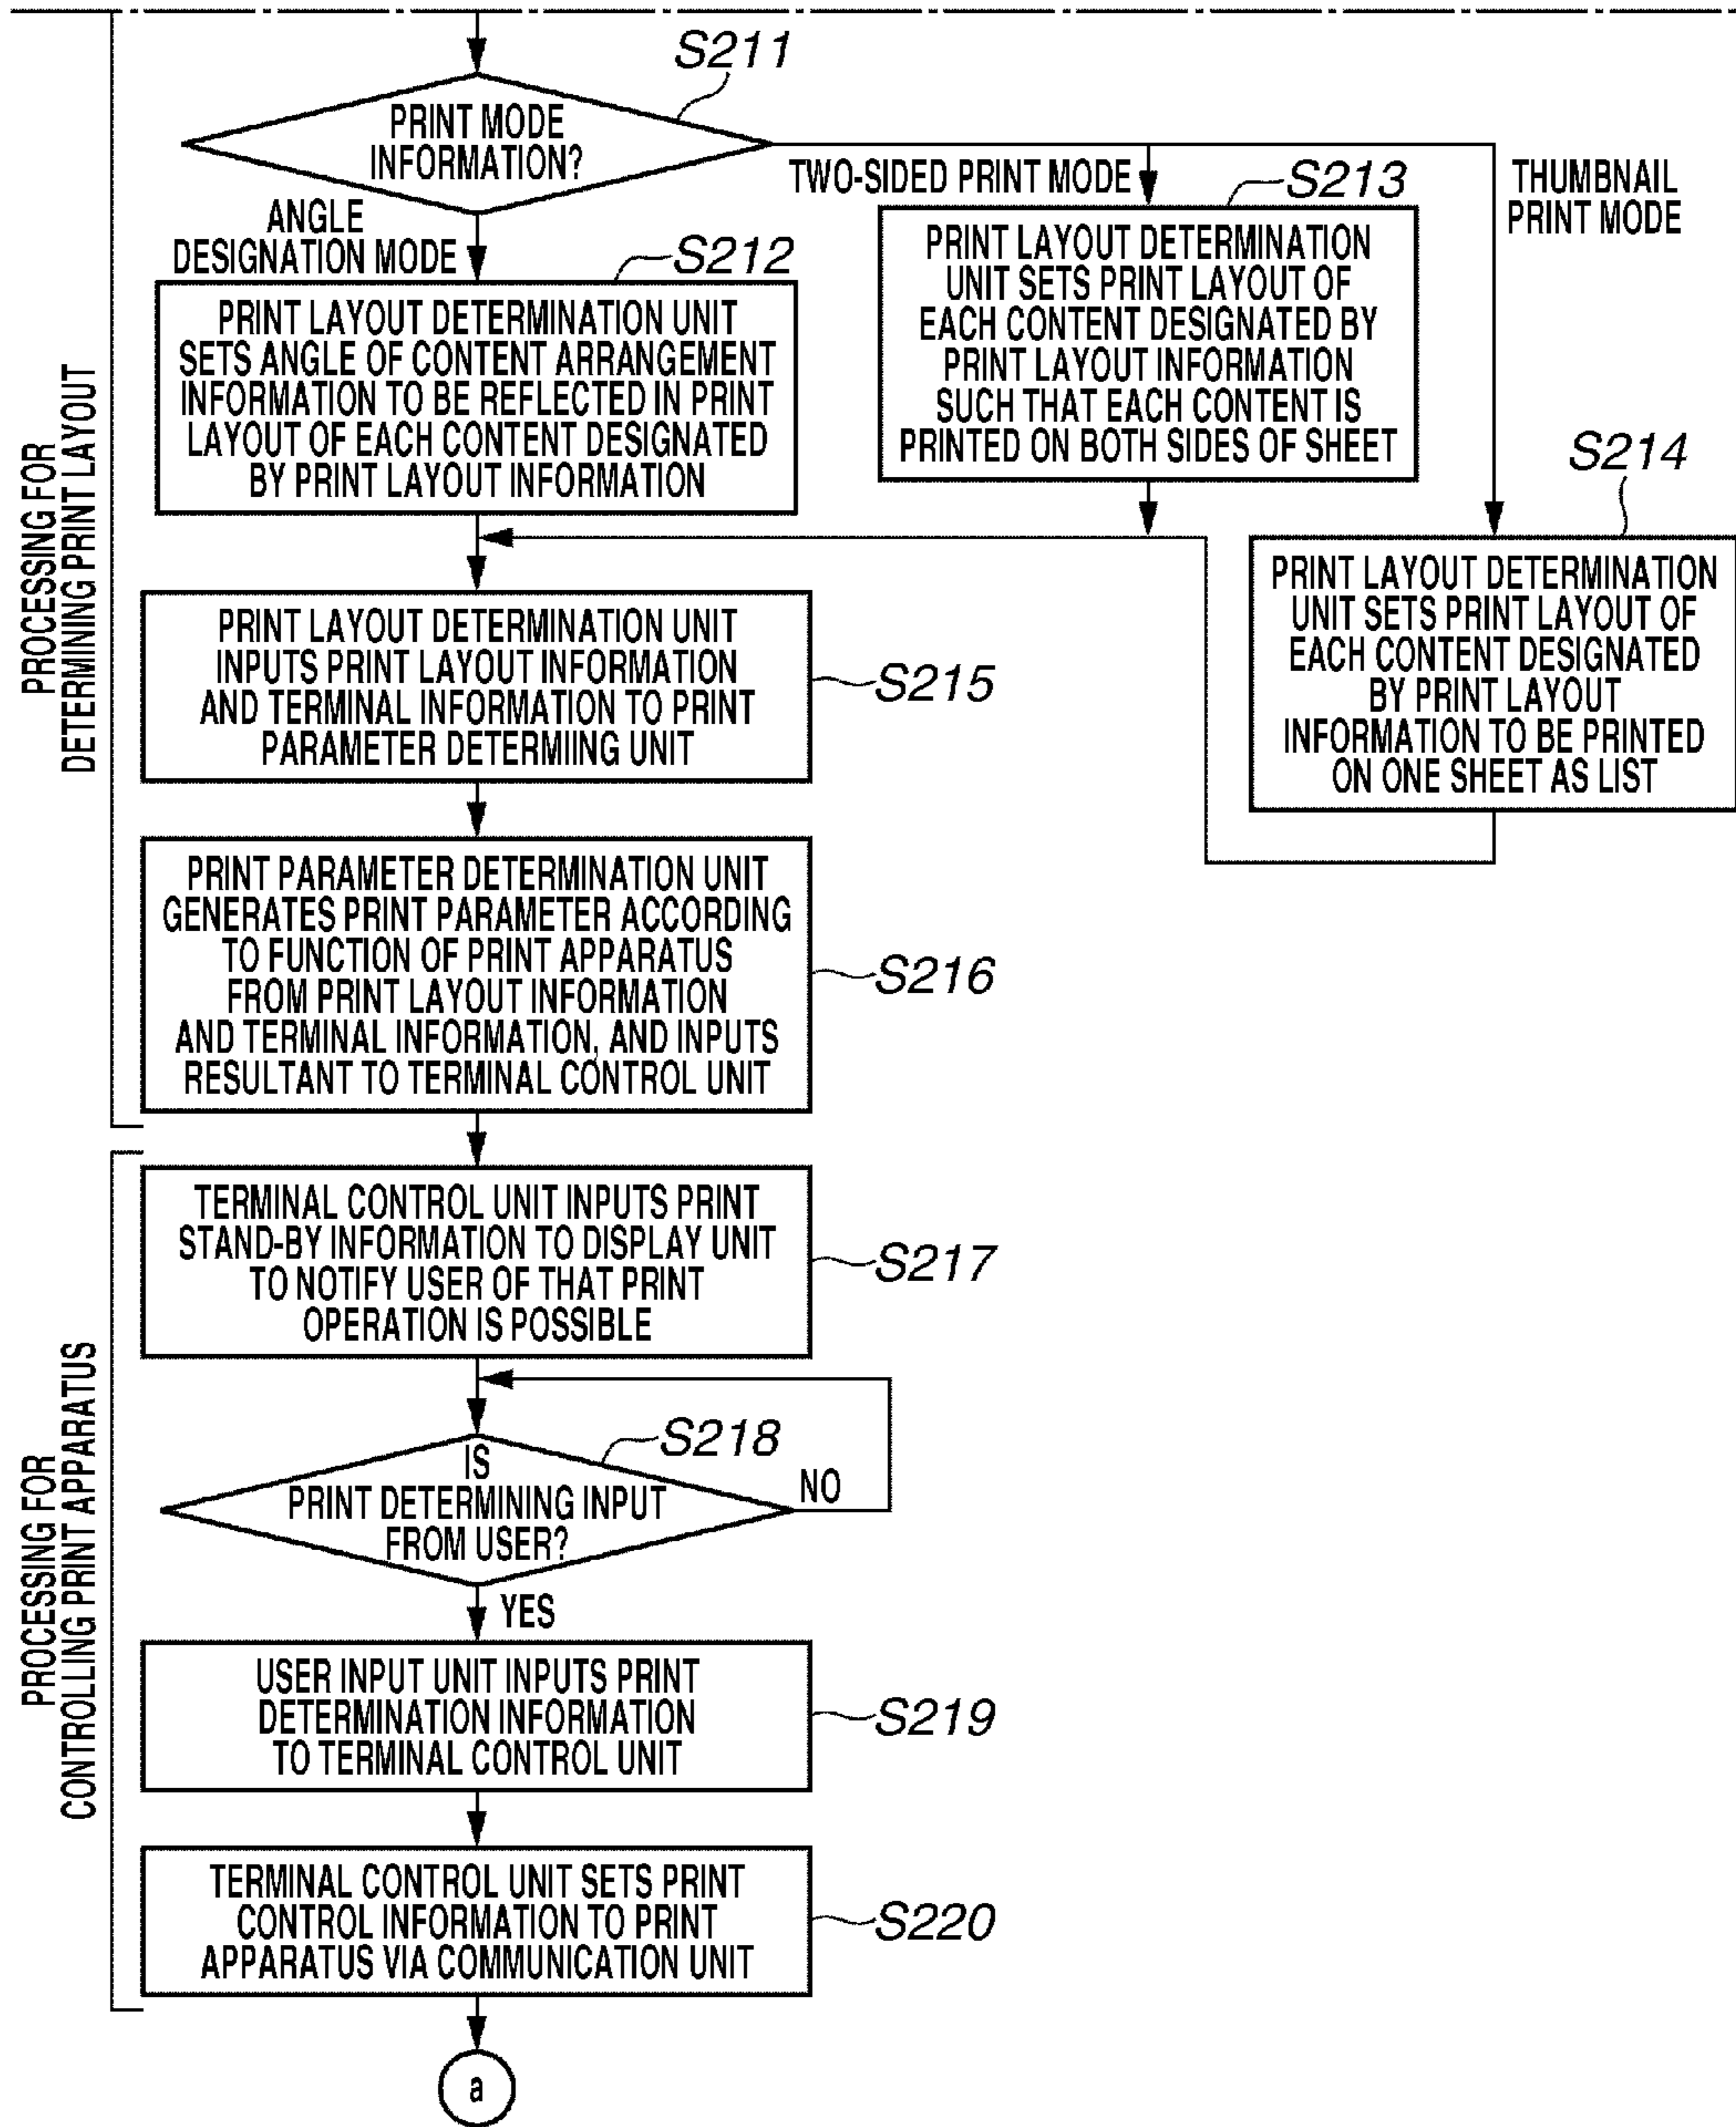 S211
PRINT MODE
INFORMATION?
TWO-SIDED PRINT MODE
S213
THUMBNAIL
PRINT MODE
ANGLE
DESIGNATION MODE
S212
PRINT LAYOUT DETERMINATION UNIT
SETS ANGLE OF CONTENT ARRANGEMENT
INFORMATION TO BE REFLECTED IN PRINT
LAYOUT OF EACH CONTENT DESIGNATED
BY PRINT LAYOUT INFORMATION
PRINT LAYOUT DETERMINATION
UNIT SETS PRINT LAYOUT OF
EACH CONTENT DESIGNATED BY
PRINT LAYOUT INFORMATION
SUCH THAT EACH CONTENT IS
PRINTED ON BOTH SIDES OF SHEET
S214
PRINT LAYOUT DETERMINATION
UNIT SETS PRINT LAYOUT OF
EACH CONTENT DESIGNATED
BY PRINT LAYOUT
INFORMATION TO BE PRINTED
ON ONE SHEET AS LIST
PROCESSING FOR
DETERMINING PRINT LAYOUT
PRINT LAYOUT DETERMINATION UNIT
INPUTS PRINT LAYOUT INFORMATION
AND TERMINAL INFORMATION TO PRINT
PARAMETER DETERMIING UNIT
S215
PRINT PARAMETER DETERMINATION UNIT
GENERATES PRINT PARAMETER ACCORDING
TO FUNCTION OF PRINT APPARATUS
FROM PRINT LAYOUT INFORMATION
AND TERMINAL INFORMATION, AND INPUTS
RESULTANT TO TERMINAL CONTROL UNIT
S216
PROCESSING FOR
CONTROLLING PRINT APPARATUS
TERMINAL CONTROL UNIT INPUTS PRINT
STAND-BY INFORMATION TO DISPLAY UNIT
TO NOTIFY USER OF THAT PRINT
OPERATION IS POSSIBLE
S217
S218
IS
PRINT DETERMINING INPUT
FROM USER?
NO
YES
USER INPUT UNIT INPUTS PRINT
DETERMINATION INFORMATION
TO TERMINAL CONTROL UNIT
S219
TERMINAL CONTROL UNIT SETS PRINT
CONTROL INFORMATION TO PRINT
APPARATUS VIA COMMUNICATION UNIT
S220
a